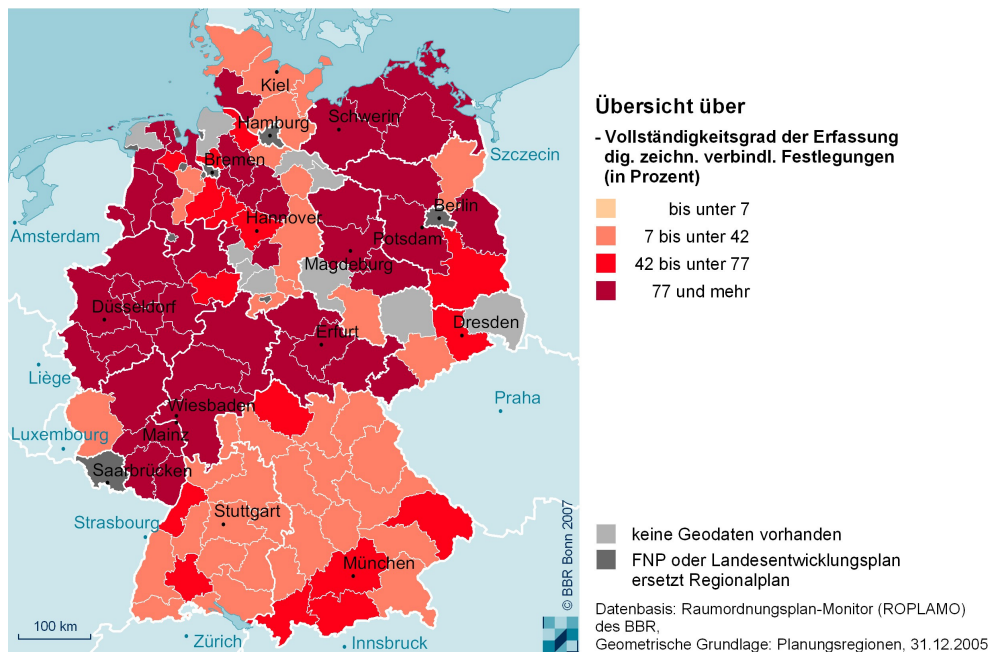 Kiel
Hamburg
Schwerin
Bremen
Szczecin
Amsterdam
Hannover
Berlin
Potsdam
Magdeburg
Düsseldorf
Erfurt
Dresden
Liège
Wiesbaden
Praha
Luxembourg
Mainz
Saarbrücken
Strasbourg
Stuttgart
München
Zürich
Innsbruck
100 km
© BBR Bonn 2007
Übersicht über
- Vollständigkeitsgrad der Erfassung
dig. zeichn. verbindl. Festlegungen
(in Prozent)
bis unter 7
7 bis unter 42
42 bis unter 77
77 und mehr
keine Geodaten vorhanden
FNP oder Landesentwicklungsplan
ersetzt Regionalplan
Datenbasis: Raumordnungsplan-Monitor (ROPLAMO)
des BBR,
Geometrische Grundlage: Planungsregionen, 31.12.2005